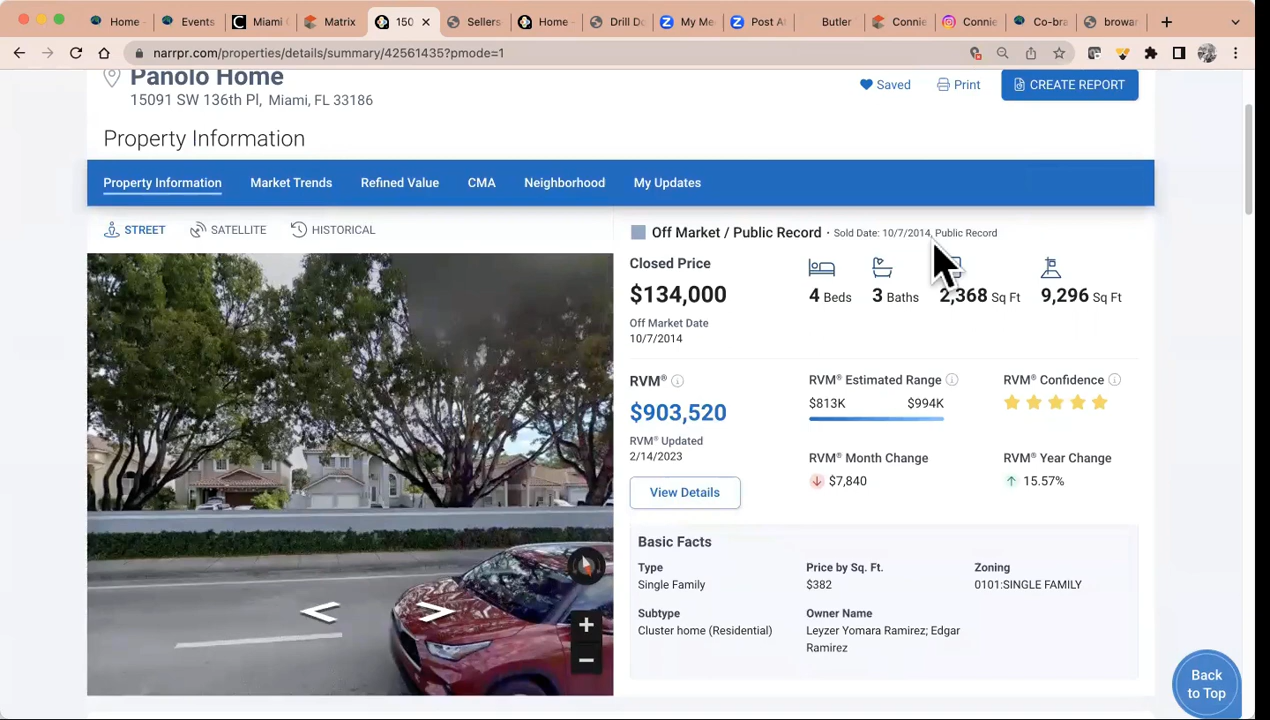 Home -
Events
Miami
Matrix
150
Sellers
Home -
Drill Do
My Me
Post A
Butler
Connie
Connie
Co-bra
browar
narrpr.com/properties/details/summary/42561435?pmode=1
Panolo Home
15091 SW 136th Pl, Miami, FL 33186
Saved
Print
CREATE REPORT
Property Information
Property Information
Market Trends
Refined Value
CMA
Neighborhood
My Updates
STREET
SATELLITE
HISTORICAL
Off Market / Public Record · Sold Date: 10/7/2014, Public Record
Closed Price
$134,000
4 Beds
3 Baths
2,368 Sq Ft
9,296 Sq Ft
Off Market Date
10/7/2014
RVM®
$903,520
RVM® Updated
2/14/2023
View Details
RVM® Estimated Range
$813K
$994K
RVM® Confidence
RVM® Month Change
$7,840
RVM® Year Change
15.57%
Basic Facts
Type
Single Family
Price by Sq. Ft.
$382
Zoning
0101:SINGLE FAMILY
Subtype
Cluster home (Residential)
Owner Name
Leyzer Yomara Ramirez; Edgar
Ramirez
Back
to Top